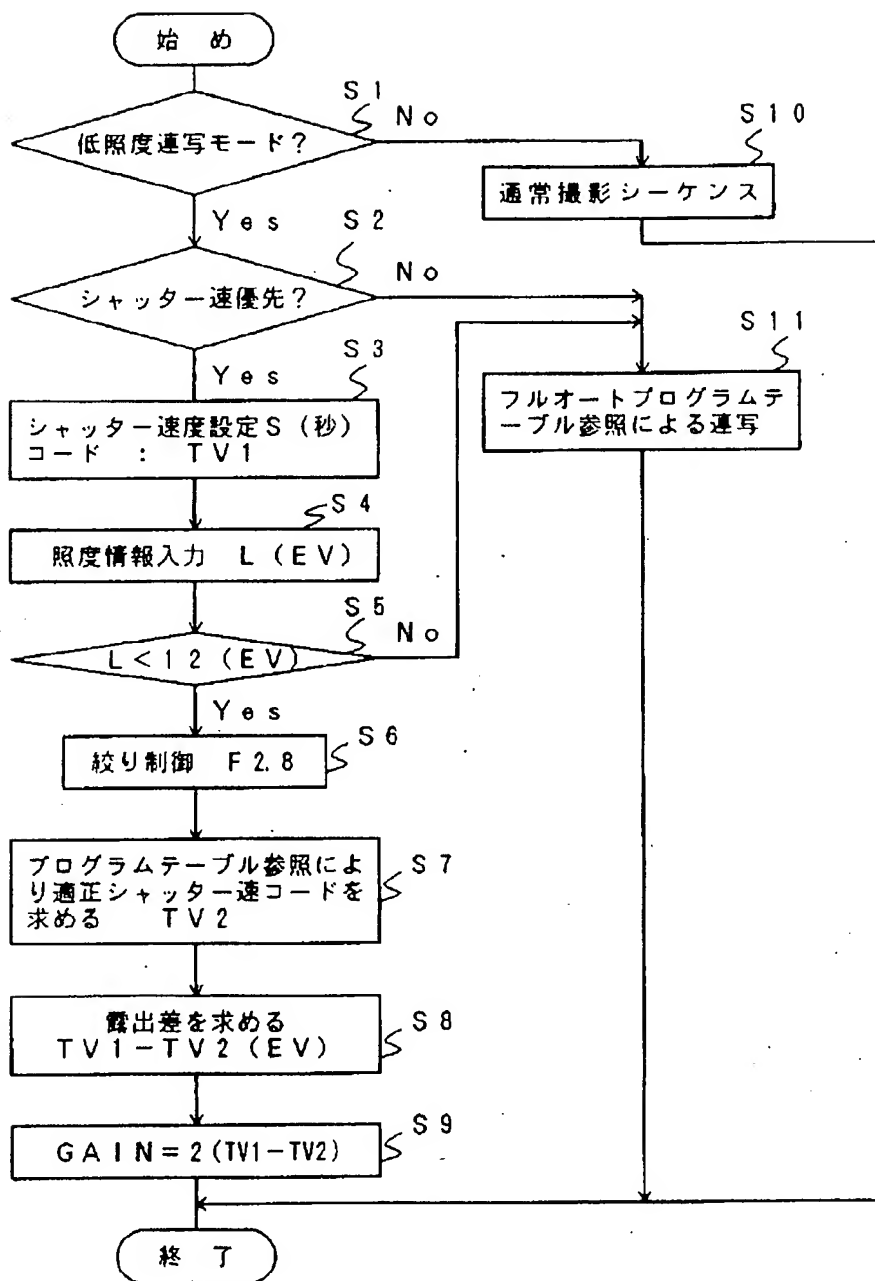 始め
S1
低照度連写モード?
No
S10
通常撮影シーケンス
Yes
S2
シャッター速優先?
No
S11
フルオートプログラムテ
ーブル参照による連写
Yes
S3
シャッター速度設定S(秒)
コード : TV1
S4
照度情報入力 L(EV)
S5
L<12(EV)
No
Yes
S6
絞り制御 F2.8
S7
プログラムテーブル参照によ
り適正シャッター速コードを
求める TV2
S8
露出差を求める
TV1-TV2(EV)
S9
GAIN=2(TV1-TV2)
終了